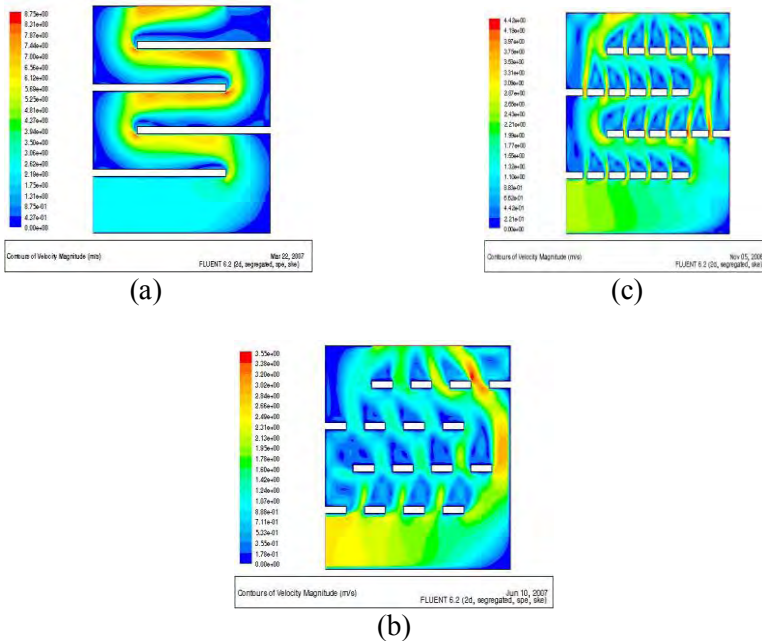 8.75e+00
8.31e+00
7.87e+00
7.44e+00
7.00e+00
6.56e+00
6.12e+00
5.69e+00
5.25e+00
4.81e+00
4.37e+00
3.94e+00
3.50e+00
3.06e+00
2.62e+00
2.19e+00
1.75e+00
1.31e+00
8.75e-01
4.37e-01
0.00e+00
Contours of Velocity Magnitude (m/s)
Mar 22, 2007
FLUENT 6.2 (2d, segregated, spe, ske)
(a)
4.42e+00
4.19e+00
3.97e+00
3.75e+00
3.53e+00
3.31e+00
3.09e+00
2.87e+00
2.65e+00
2.43e+00
2.21e+00
1.99e+00
1.77e+00
1.55e+00
1.32e+00
1.10e+00
8.83e-01
6.62e-01
4.42e-01
2.21e-01
0.00e+00
Contours of Velocity Magnitude (m/s)
FLUENT 6.2 (2d, segregated, ske)
(c)
3.55e+00
3.38e+00
3.20e+00
3.02e+00
2.84e+00
2.66e+00
2.49e+00
2.31e+00
2.13e+00
1.95e+00
1.78e+00
1.60e+00
1.42e+00
1.24e+00
1.07e+00
8.88e-01
7.11e-01
5.33e-01
3.55e-01
1.78e-01
0.00e+00
Contours of Velocity Magnitude (m/s)
Jun 10, 2007
FLUENT 6.2 (2d, segregated, spe, ske)
(b)